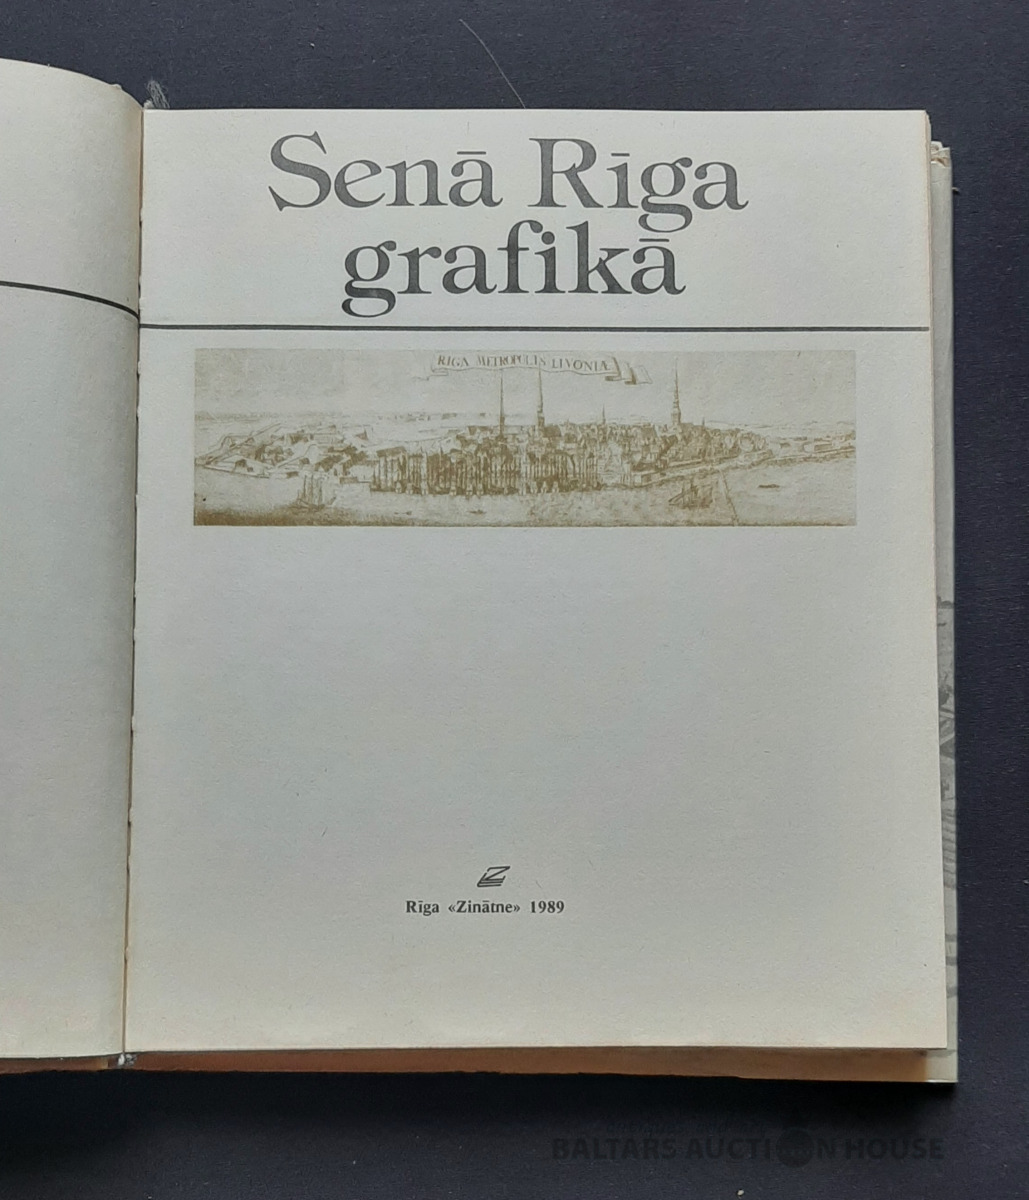 Senā Rīga
grafikā
RIGA METROPOLIS LIVONIÆ
Z
Rīga «Zinātne» 1989
BALTARS AUCTION HOUSE